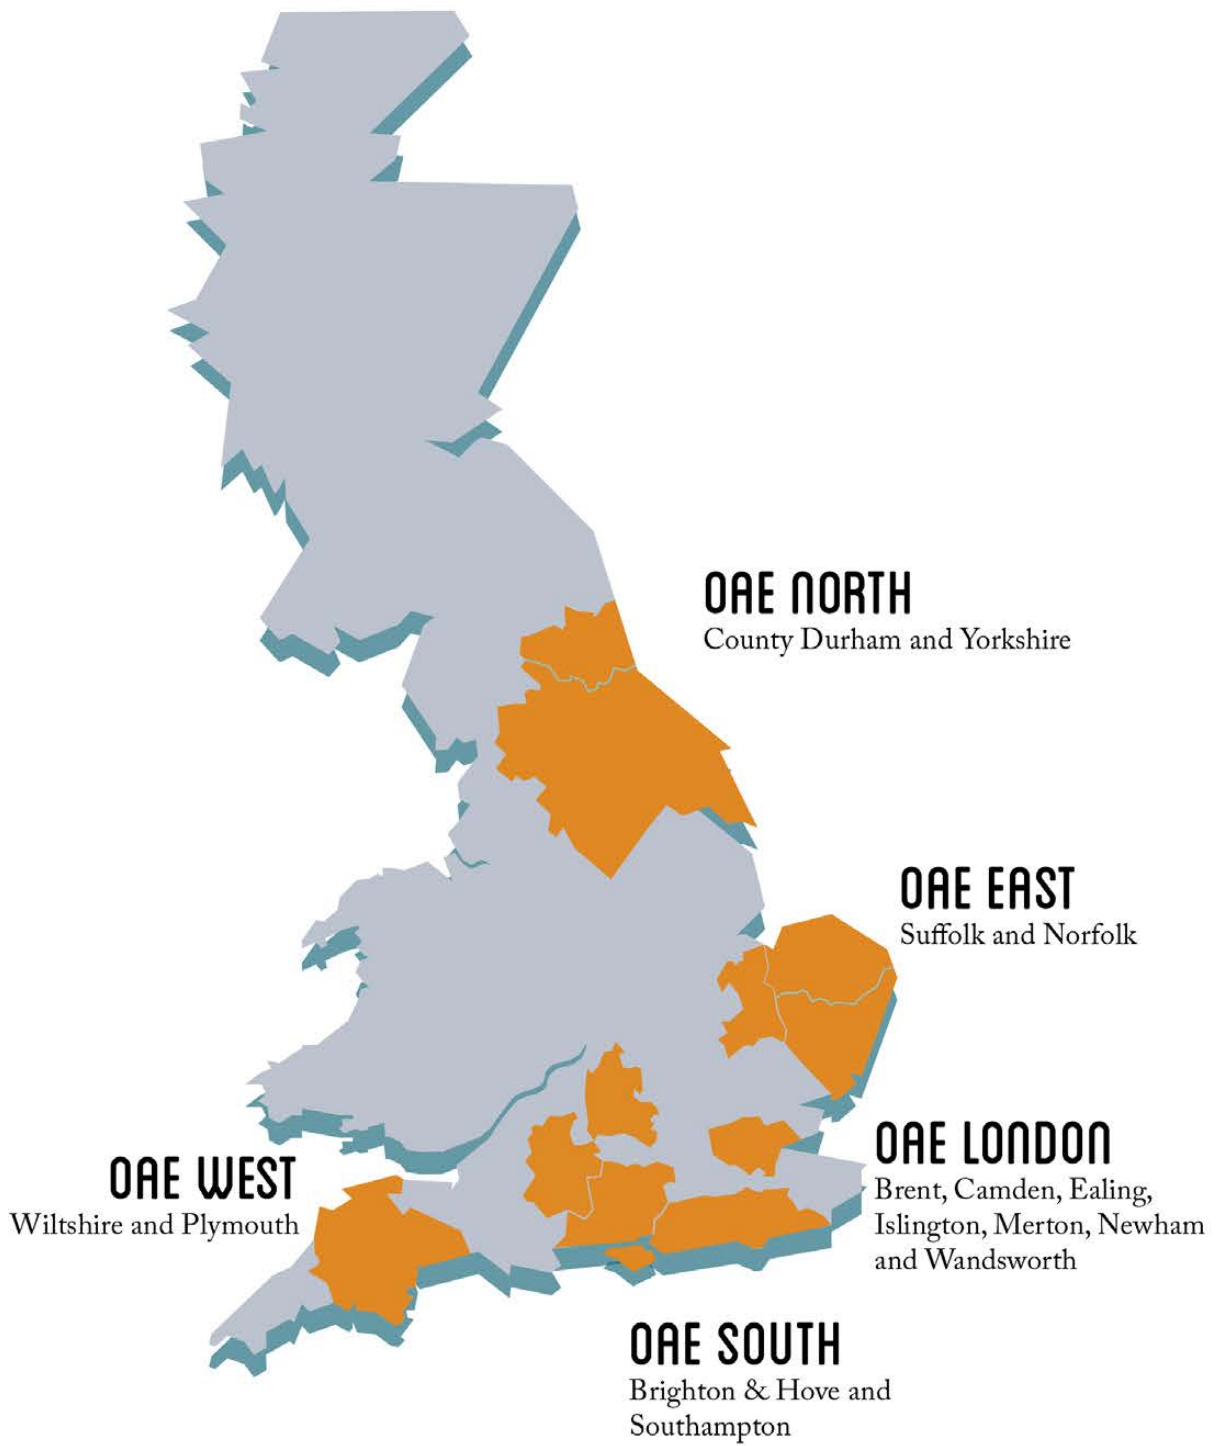 OAE NORTH
County Durham and Yorkshire
OAE EAST
Suffolk and Norfolk
OAE LONDON
Brent, Camden, Ealing,
Islington, Merton, Newham
and Wandsworth
OAE WEST
Wiltshire and Plymouth
OAE SOUTH
Brighton & Hove and
Southampton